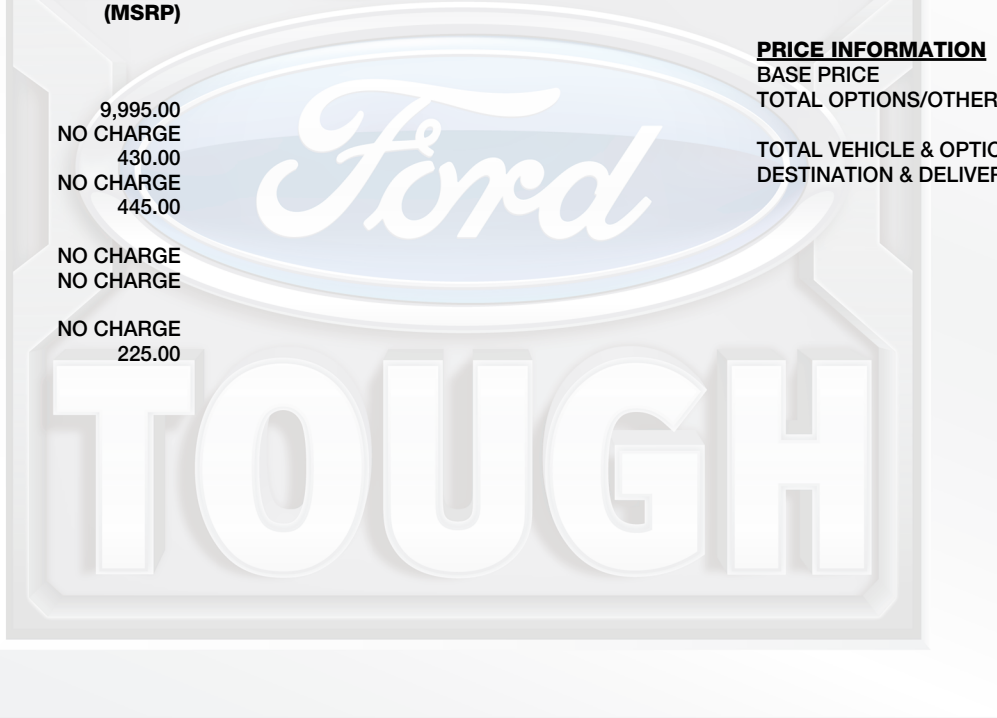 (MSRP)
9,995.00
NO CHARGE
430.00
NO CHARGE
445.00
NO CHARGE
NO CHARGE
NO CHARGE
225.00
PRICE INFORMATION
BASE PRICE
TOTAL OPTIONS/OTHER
TOTAL VEHICLE & OPTIO
DESTINATION & DELIVER
Ford
TOUGH